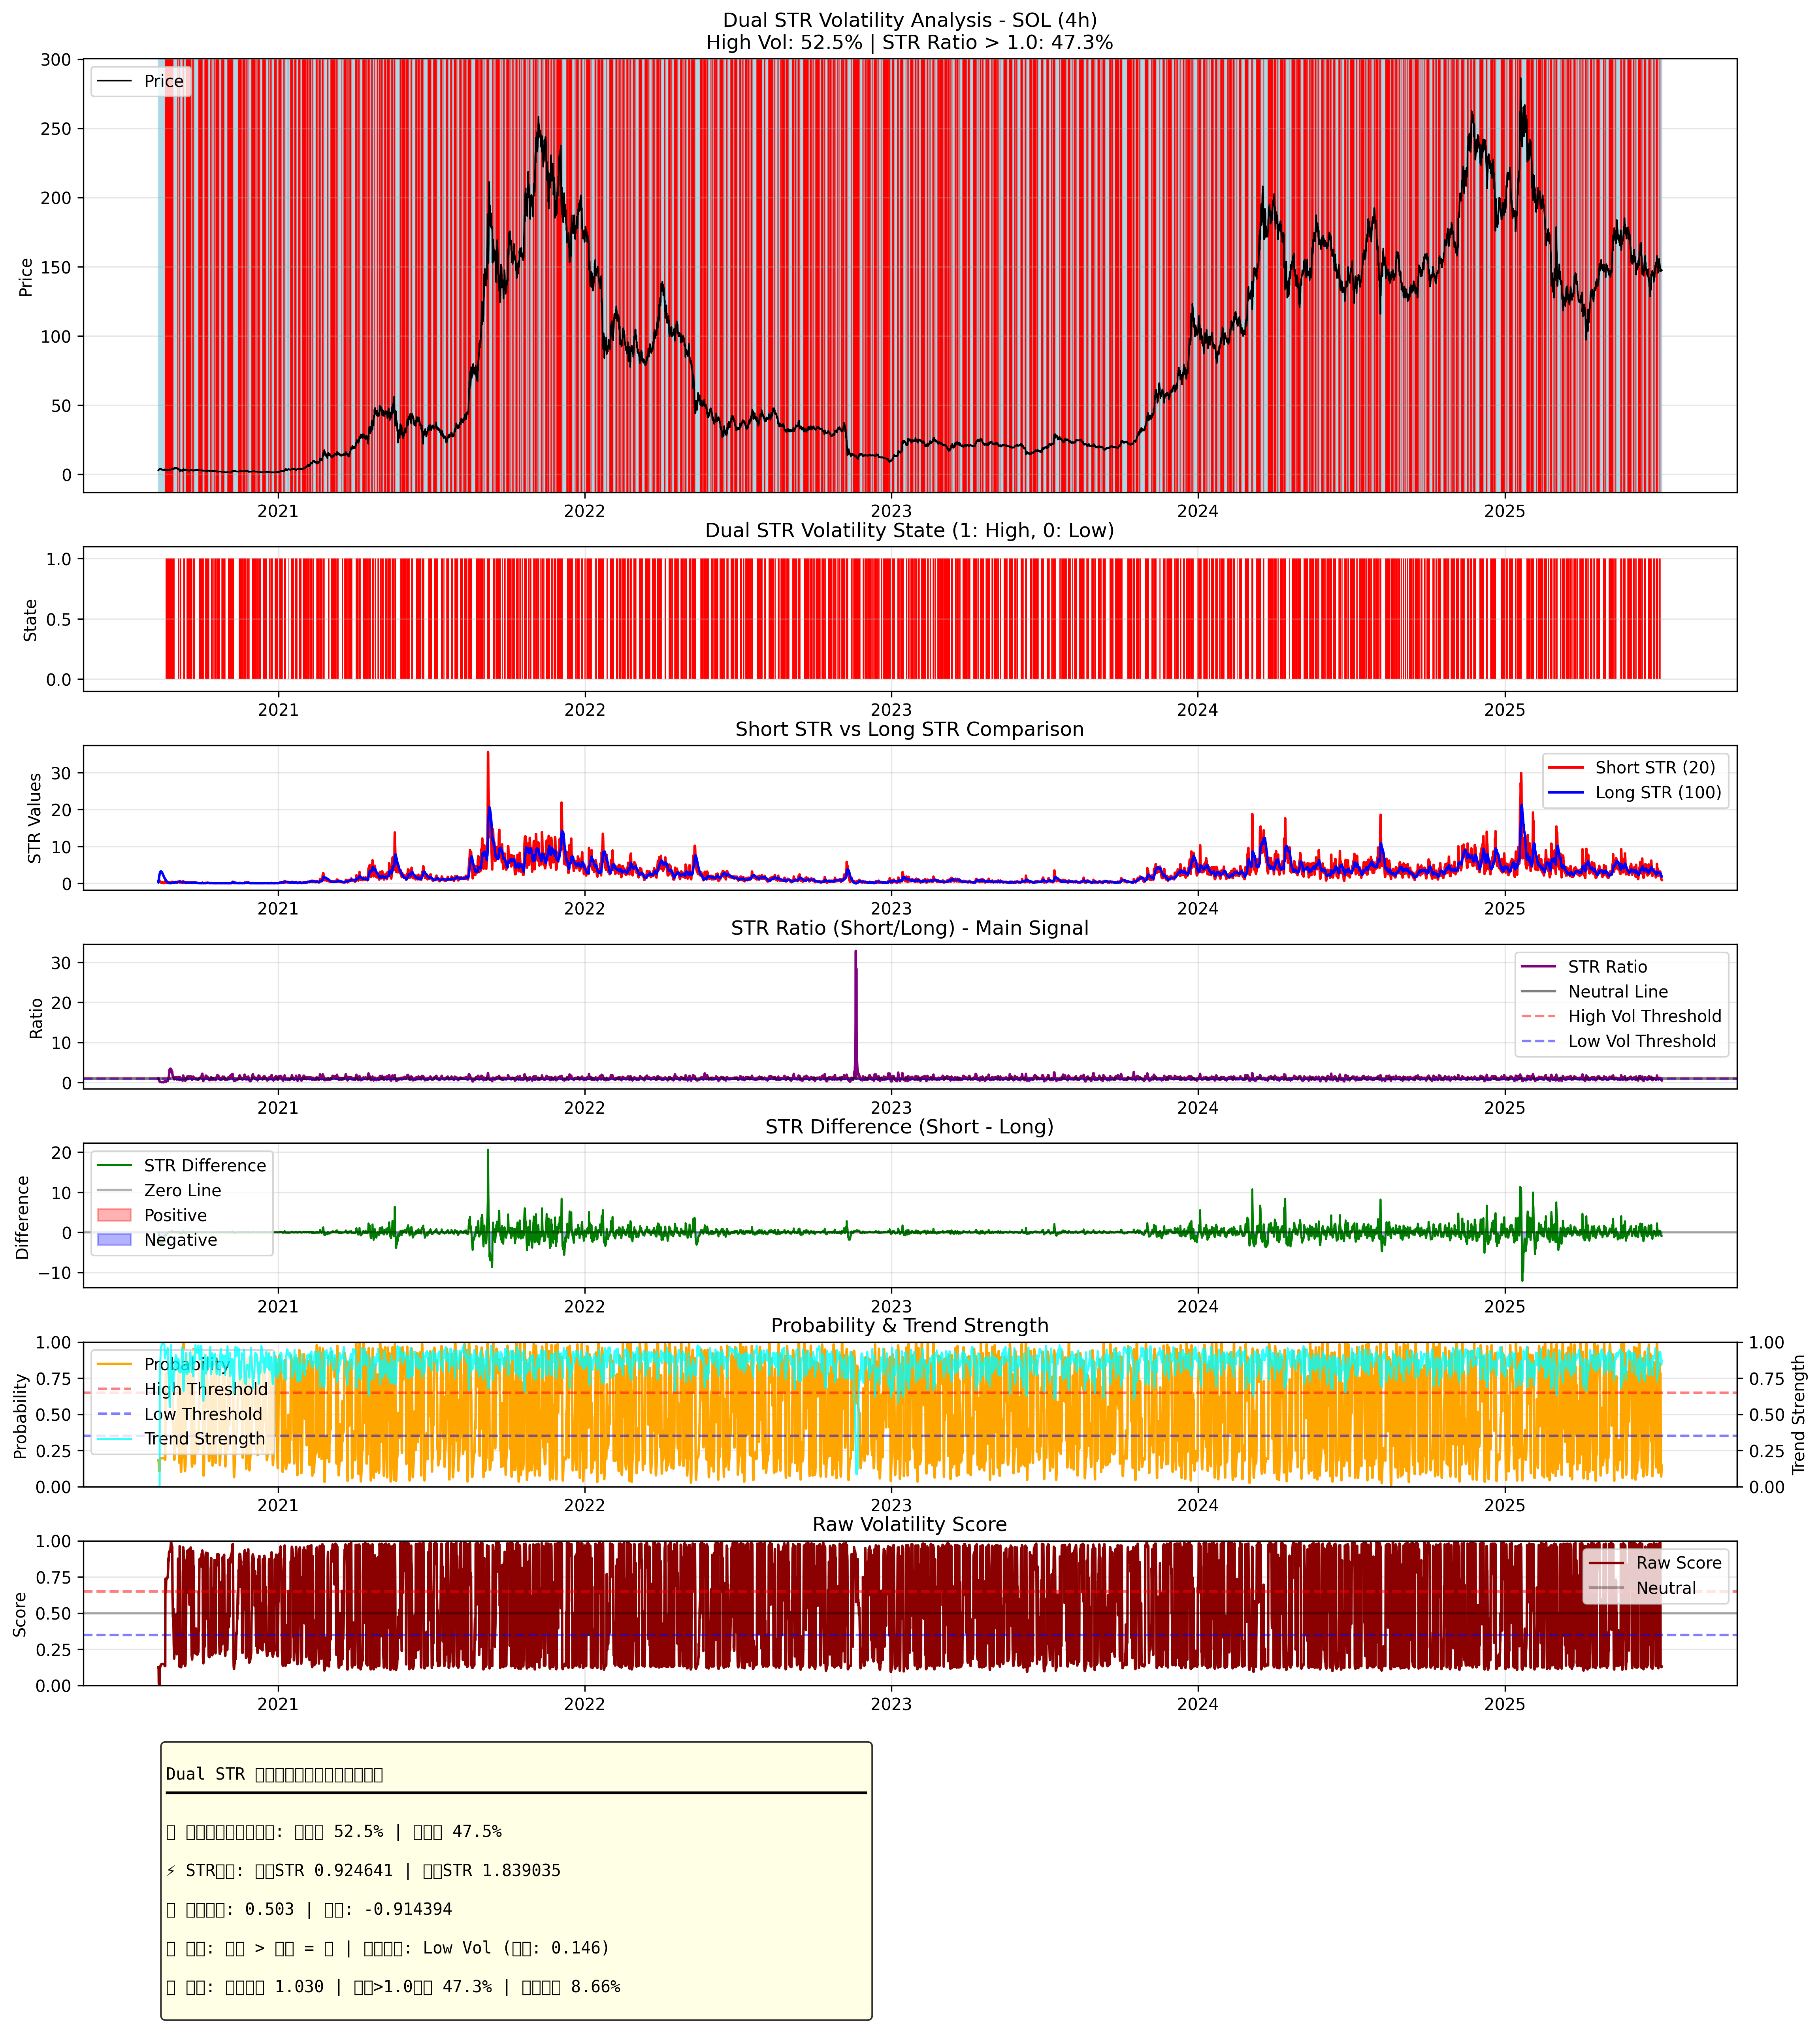 Dual STR Volatility Analysis - SOL (4h)
High Vol: 52.5% | STR Ratio > 1.0: 47.3%
Price
300
250
200
150
100
50
0
Price
2021 2022 2023 2024 2025
Dual STR Volatility State (1: High, 0: Low)
1.0
0.5
0.0
State
2021 2022 2023 2024 2025
Short STR vs Long STR Comparison
30
20
10
0
STR Values
Short STR (20)
Long STR (100)
2021 2022 2023 2024 2025
STR Ratio (Short/Long) - Main Signal
30
20
10
0
Ratio
STR Ratio
Neutral Line
High Vol Threshold
Low Vol Threshold
2021 2022 2023 2024 2025
STR Difference (Short - Long)
20
10
0
−10
Difference
STR Difference
Zero Line
Positive
Negative
2021 2022 2023 2024 2025
Probability & Trend Strength
1.00
0.75
0.50
0.25
0.00
Probability
Probability
High Threshold
Low Threshold
Trend Strength
1.00
0.75
0.50
0.25
0.00
Trend Strength
2021 2022 2023 2024 2025
Raw Volatility Score
1.00
0.75
0.50
0.25
0.00
Score
Raw Score
Neutral
2021 2022 2023 2024 2025
Dual STR
: 52.5% | 47.5%
⚡ STR: STR 0.924641 | STR 1.839035
: 0.503 | : -0.914394
: > = | : Low Vol (: 0.146)
: 1.030 | >1.0 47.3% | 8.66%